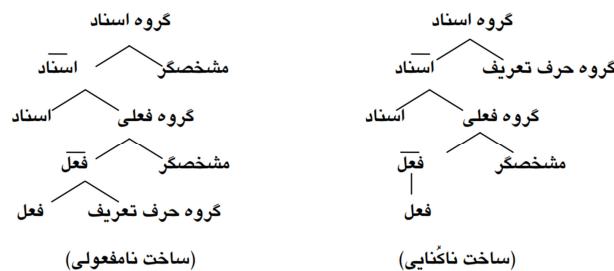 گروه اسناد
مشخصگر اسناد
گروه فعلی اسناد
مشخصگر فعل
گروه حرف تعریف فعل
(ساخت نامفعولی)
گروه اسناد
گروه حرف تعریف اسناد
گروه فعلی اسناد
مشخصگر فعل
فعل
(ساخت ناکُنایی)